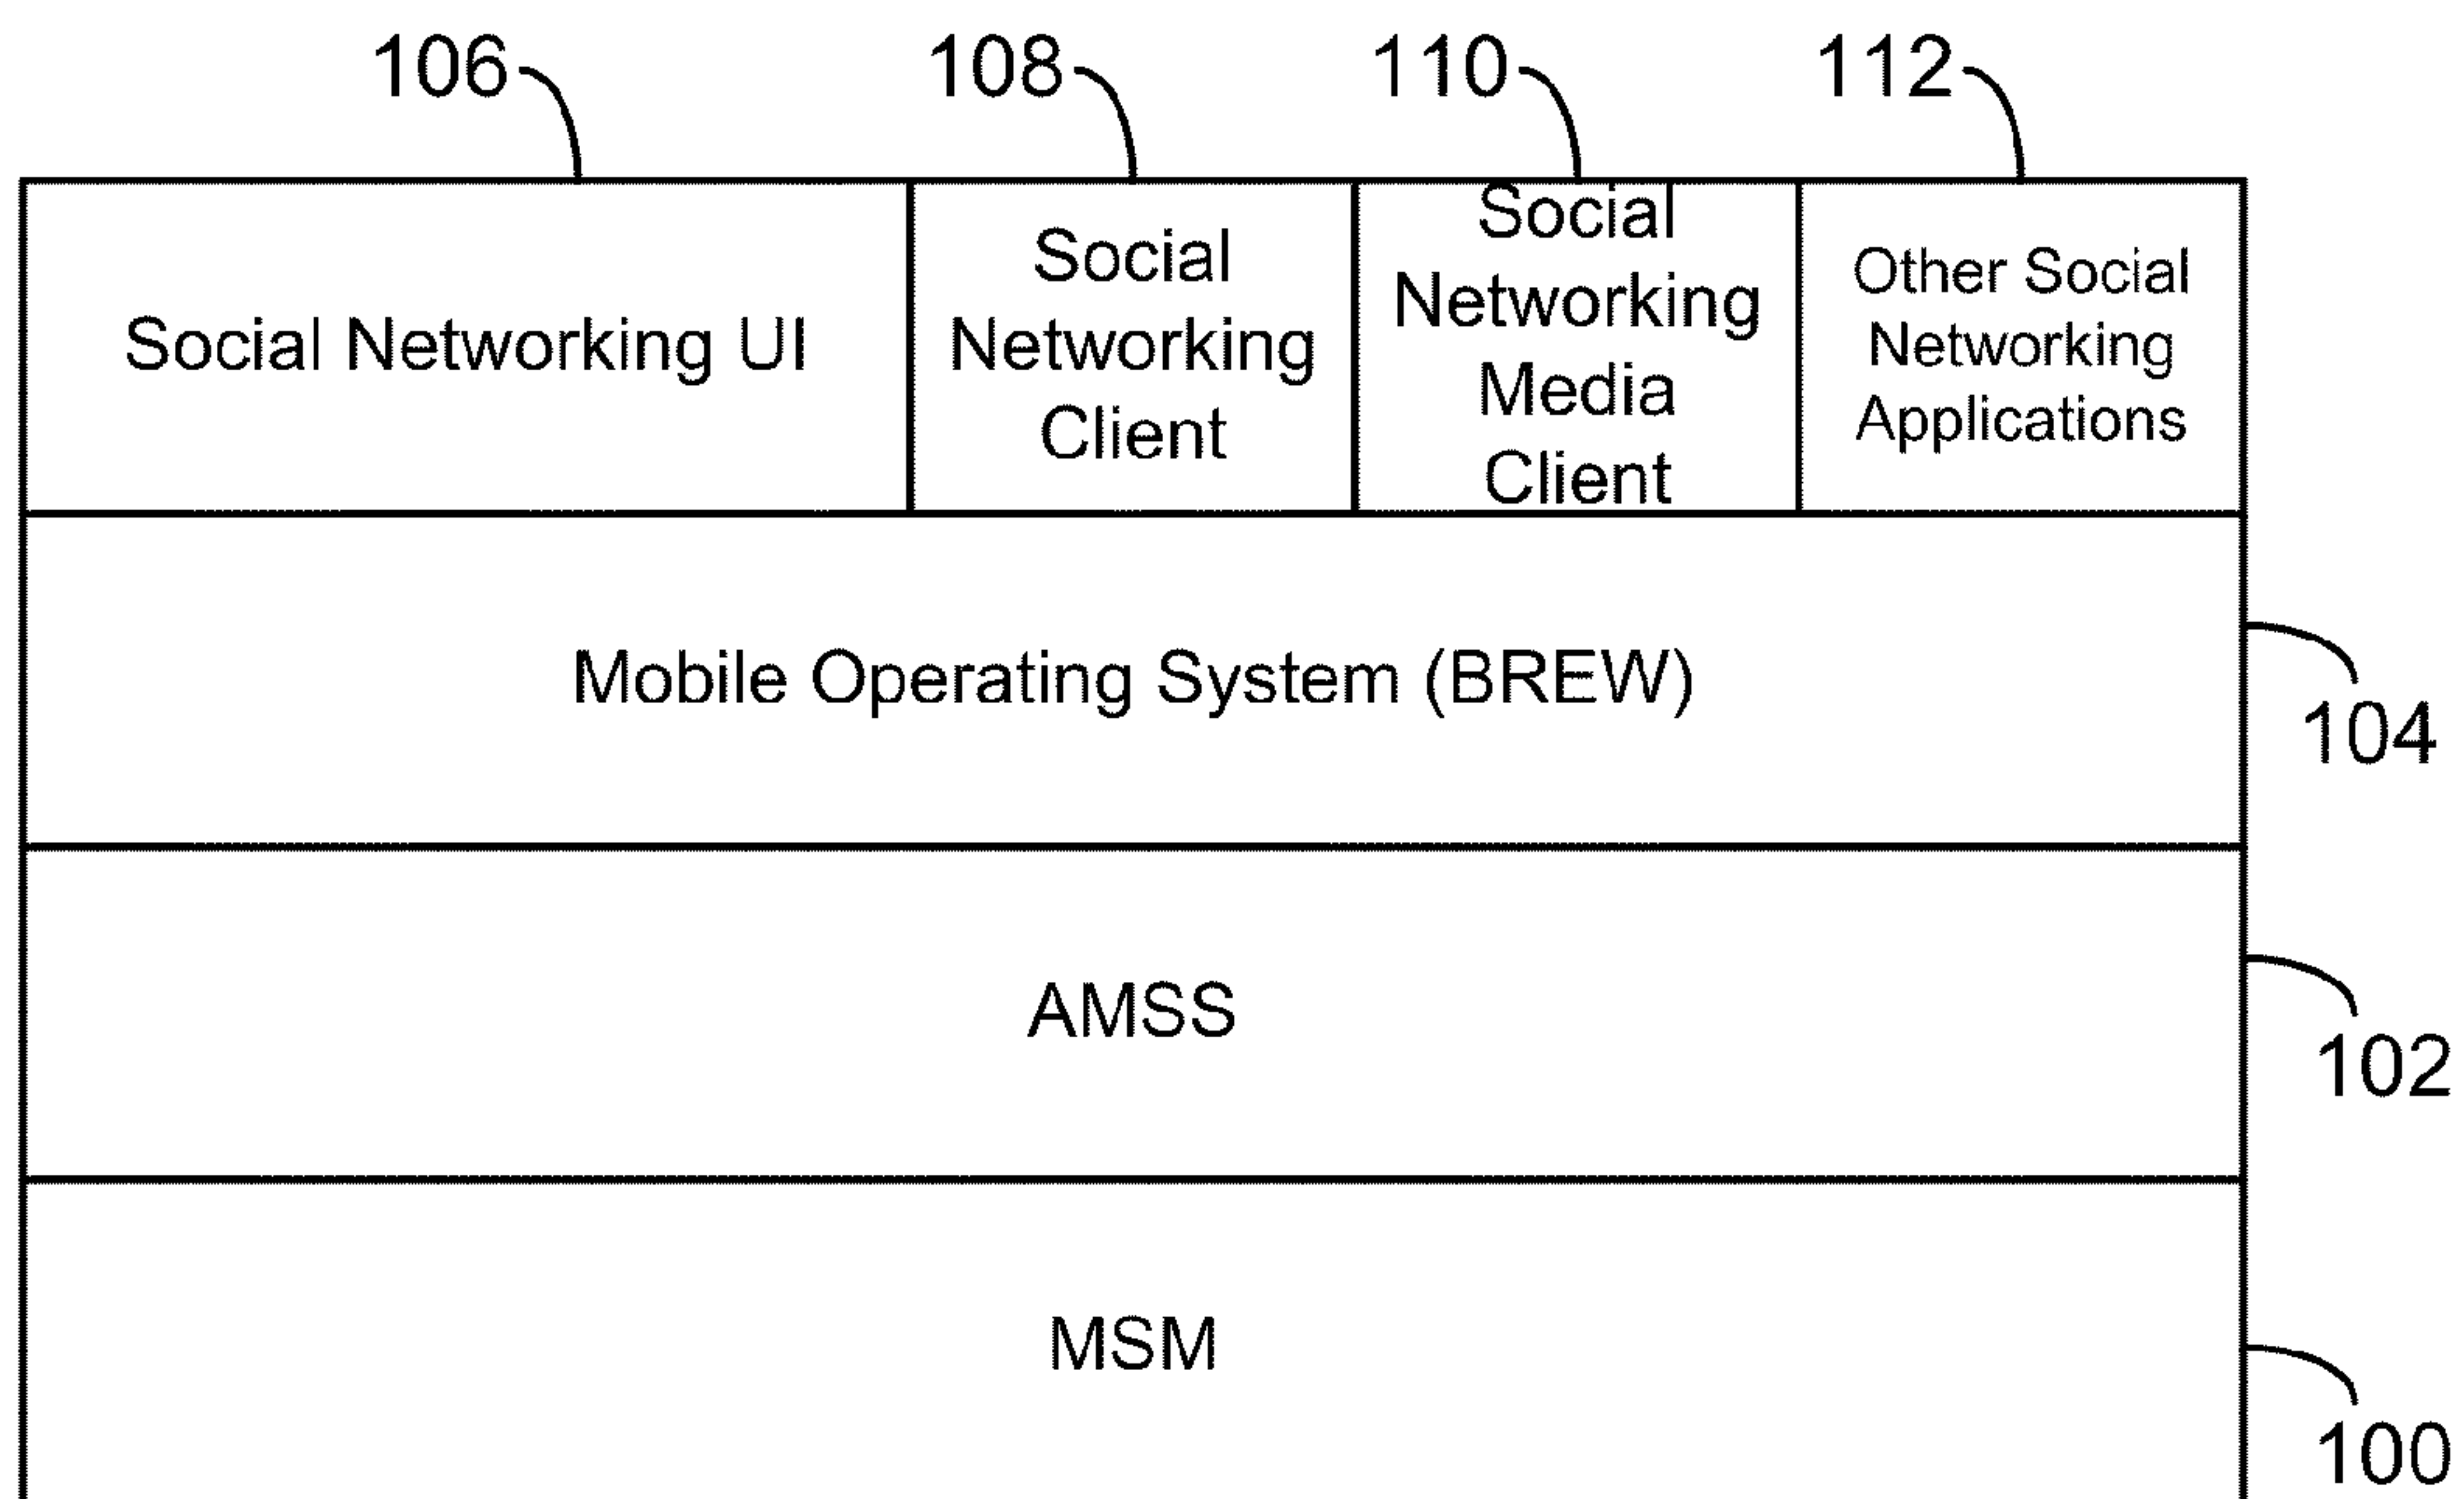 106
108
110
112
Social Networking UI
Social
Networking
Client
Social
Networking
Media
Client
Other Social
Networking
Applications
Mobile Operating System (BREW)
104
AMSS
102
MSM
100